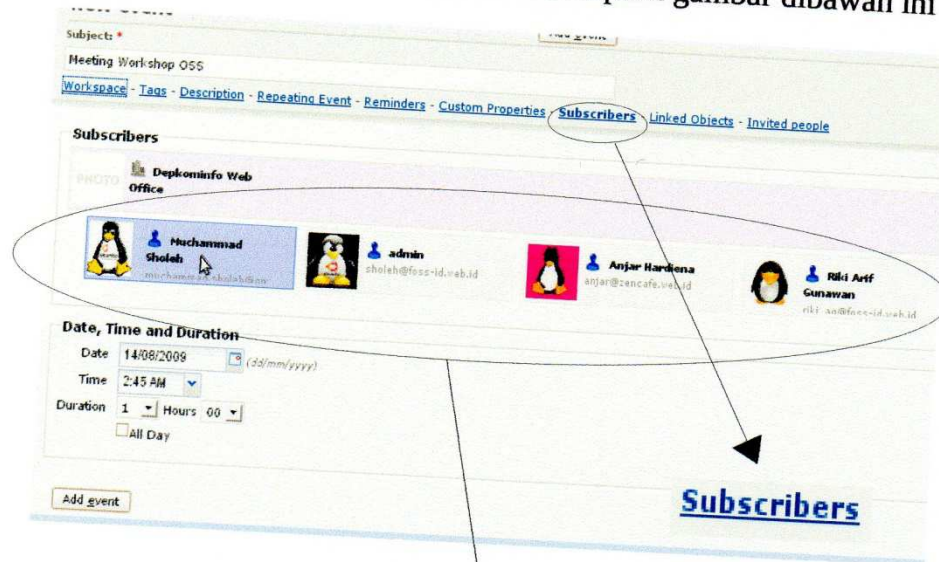 gambar dibawah ini
New event
Add event
Subject: *
Meeting Workshop OSS
Workspace - Tags - Description - Repeating Event - Reminders - Custom Properties - Subscribers - Linked Objects - Invited people
Subscribers
PHOTO
Depkominfo Web
Office
Muchammad
Sholeh
admin
sholeh@foss-id.web.id
Anjar Hardiena
anjar@zencafe.web.id
Riki Arif
Gunawan
Date, Time and Duration
Date 14/08/2009 (dd/mm/yyyy)
Time 2:45 AM
Duration 1 Hours 00
All Day
Add event
Subscribers